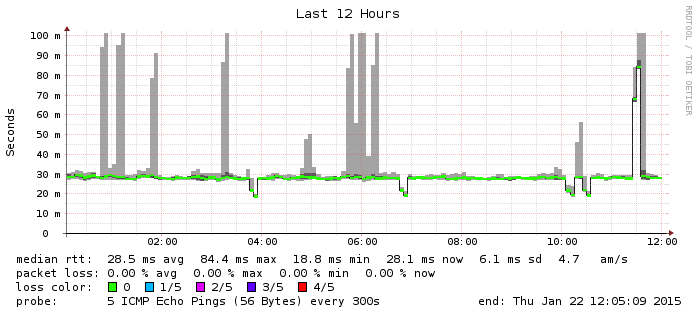 Last 12 Hours
RRDTOOL / TOBI OETIKER
Seconds
100 m
90 m
80 m
70 m
60 m
50 m
40 m
30 m
20 m
10 m
0
02:00 04:00 06:00 08:00 10:00 12:00
median rtt: 28.5 ms avg 84.4 ms max 18.8 ms min 28.1 ms now 6.1 ms sd 4.7 am/s
packet loss: 0.00 % avg 0.00 % max 0.00 % min 0.00 % now
loss color: 0 1/5 2/5 3/5 4/5
probe: 5 ICMP Echo Pings (56 Bytes) every 300s end: Thu Jan 22 12:05:09 2015